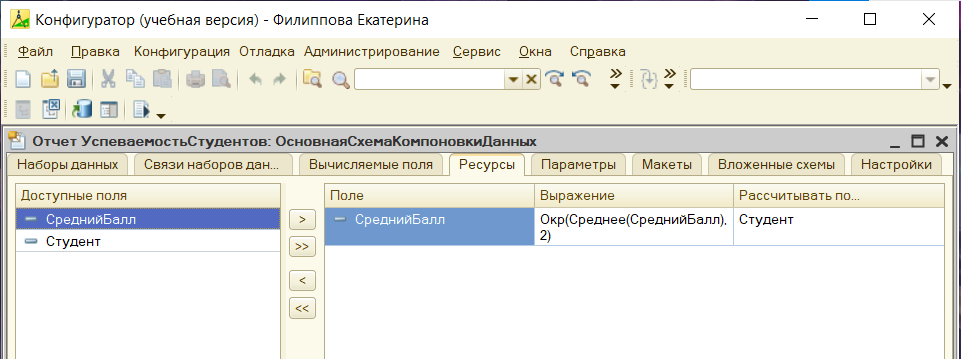 Конфигуратор (учебная версия) - Филиппова Екатерина
Файл Правка Конфигурация Отладка Администрирование Сервис Окна Справка
Отчет УспеваемостьСтудентов: ОсновнаяСхемаКомпоновкиДанных
Наборы данных Связи наборов дан... Вычисляемые поля Ресурсы Параметры Макеты Вложенные схемы Настройки
Доступные поля
СреднийБалл
Студент
>
>>
<
<<
Поле Выражение Рассчитывать по...
СреднийБалл Окр(Среднее(СреднийБалл), Студент
2)